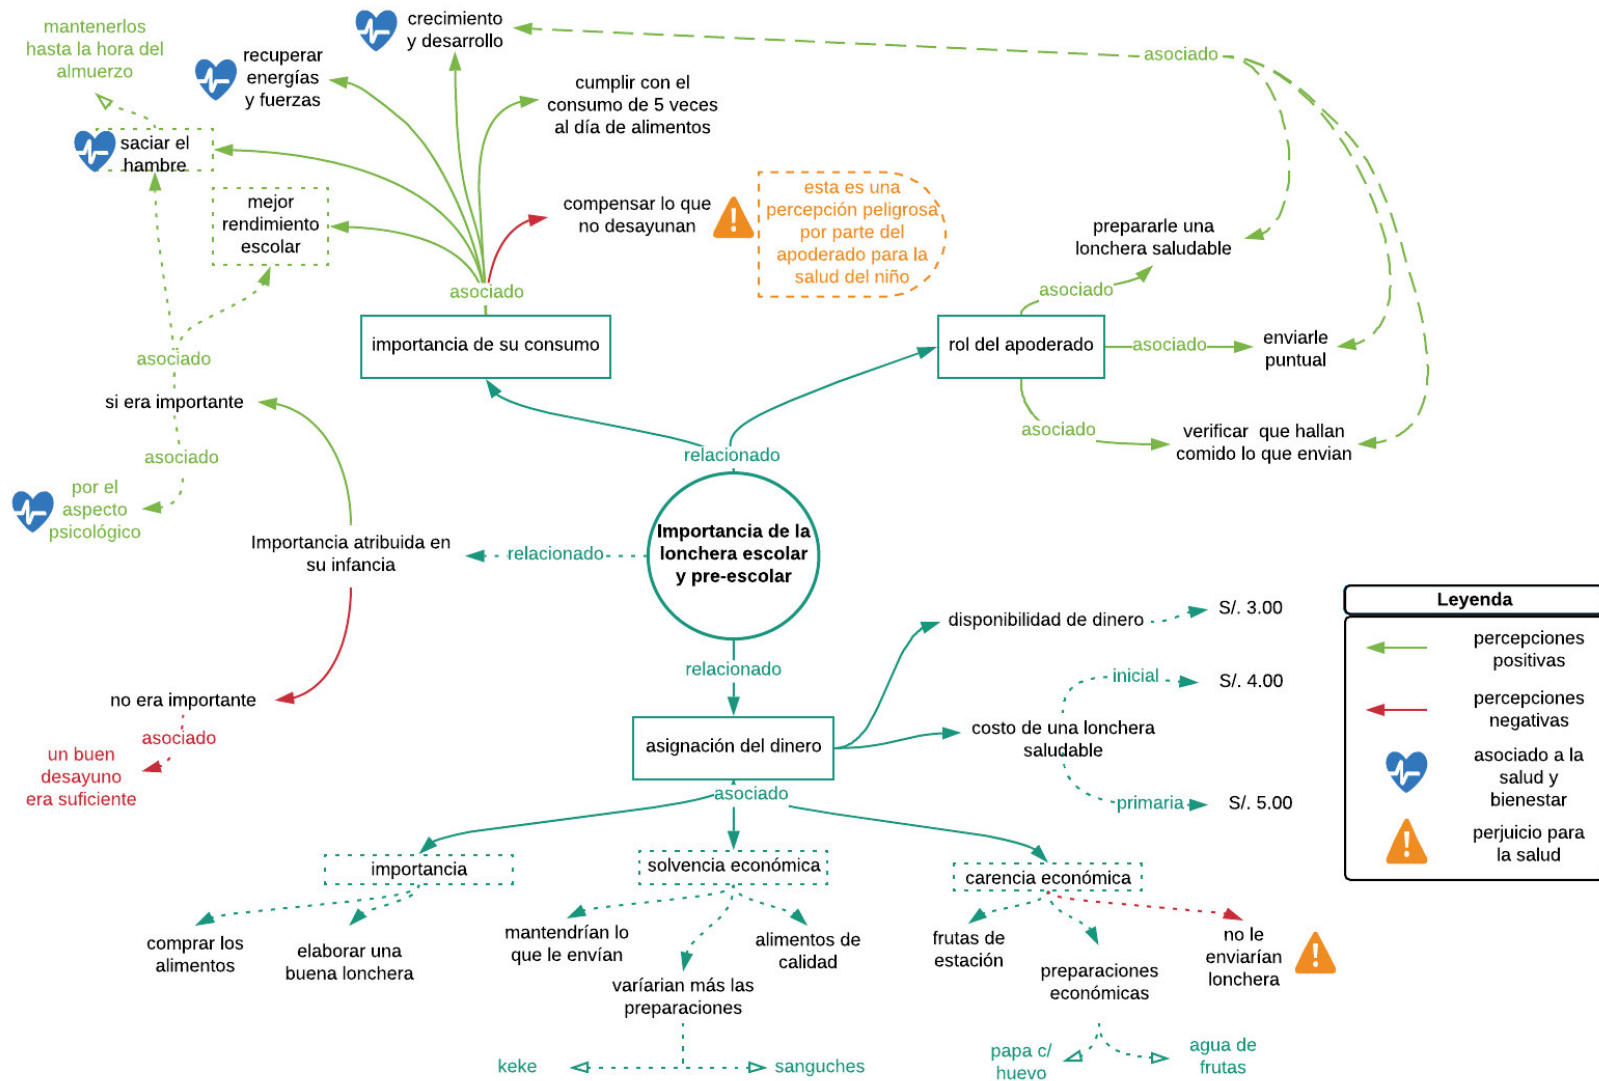 mantenerlos
hasta la hora del
almuerzo
recuperar
energías
y fuerzas
crecimiento
y desarrollo
asociado
cumplir con el
consumo de 5 veces
al día de alimentos
saciar el
hambre
mejor
rendimiento
escolar
compensar lo que
no desayunan
esta es una
percepción peligrosa
por parte del
apoderado para la
salud del niño
prepararle una
lonchera saludable
asociado
asociado
importancia de su consumo
rol del apoderado
asociado
enviarle
puntual
asociado
si era importante
asociado
verificar que hallan
comido lo que envian
asociado
relacionado
por el
aspecto
psicológico
Importancia atribuida en
su infancia
relacionado
Importancia de la
lonchera escolar
y pre-escolar
no era importante
asociado
un buen
desayuno
era suficiente
relacionado
disponibilidad de dinero
S/. 3.00
inicial
S/. 4.00
asignación del dinero
costo de una lonchera
saludable
primaria
S/. 5.00
asociado
importancia
solvencia económica
carencia económica
comprar los
alimentos
elaborar una
buena lonchera
mantendrían lo
que le envían
varíarian más las
preparaciones
alimentos de
calidad
frutas de
estación
preparaciones
económicas
no le
enviarían
lonchera
keke
sanguches
papa c/
huevo
agua de
frutas
Leyenda
percepciones
positivas
percepciones
negativas
asociado a la
salud y
bienestar
perjuicio para
la salud